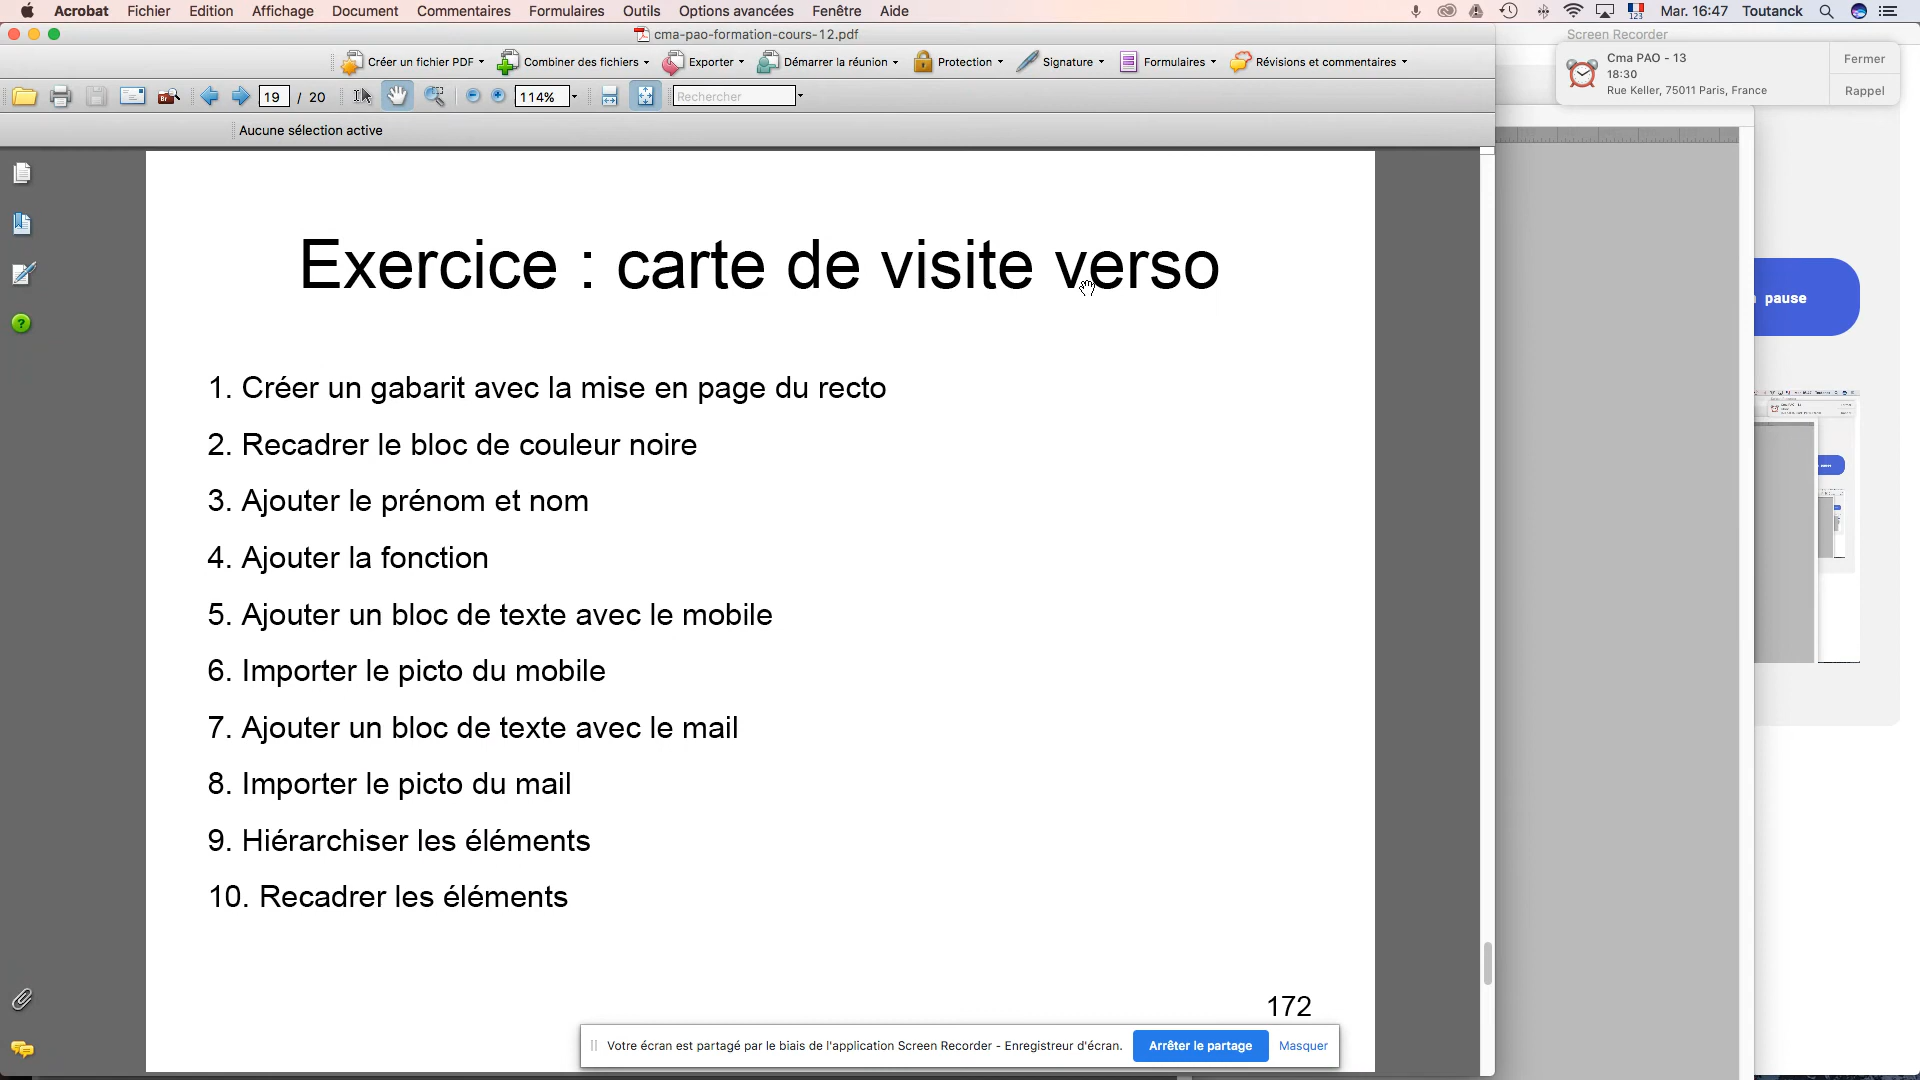 Acrobat Fichier Edition Affichage Document Commentaires Formulaires Outils Options avancées Fenêtre Aide
123 Mar. 16:47 Toutanck
cma-pao-formation-cours-12.pdf
Screen Recorder
Cma PAO - 13
18:30
Rue Keller, 75011 Paris, France
Fermer
Rappel
Créer un fichier PDF Combiner des fichiers Exporter Démarrer la réunion Protection Signature Formulaires Révisions et commentaires
19 / 20 114% Rechercher
Aucune sélection active
pause
Exercice : carte de visite verso
1. Créer un gabarit avec la mise en page du recto
2. Recadrer le bloc de couleur noire
3. Ajouter le prénom et nom
4. Ajouter la fonction
5. Ajouter un bloc de texte avec le mobile
6. Importer le picto du mobile
7. Ajouter un bloc de texte avec le mail
8. Importer le picto du mail
9. Hiérarchiser les éléments
10. Recadrer les éléments
172
Votre écran est partagé par le biais de l'application Screen Recorder - Enregistreur d'écran. Arrêter le partage Masquer